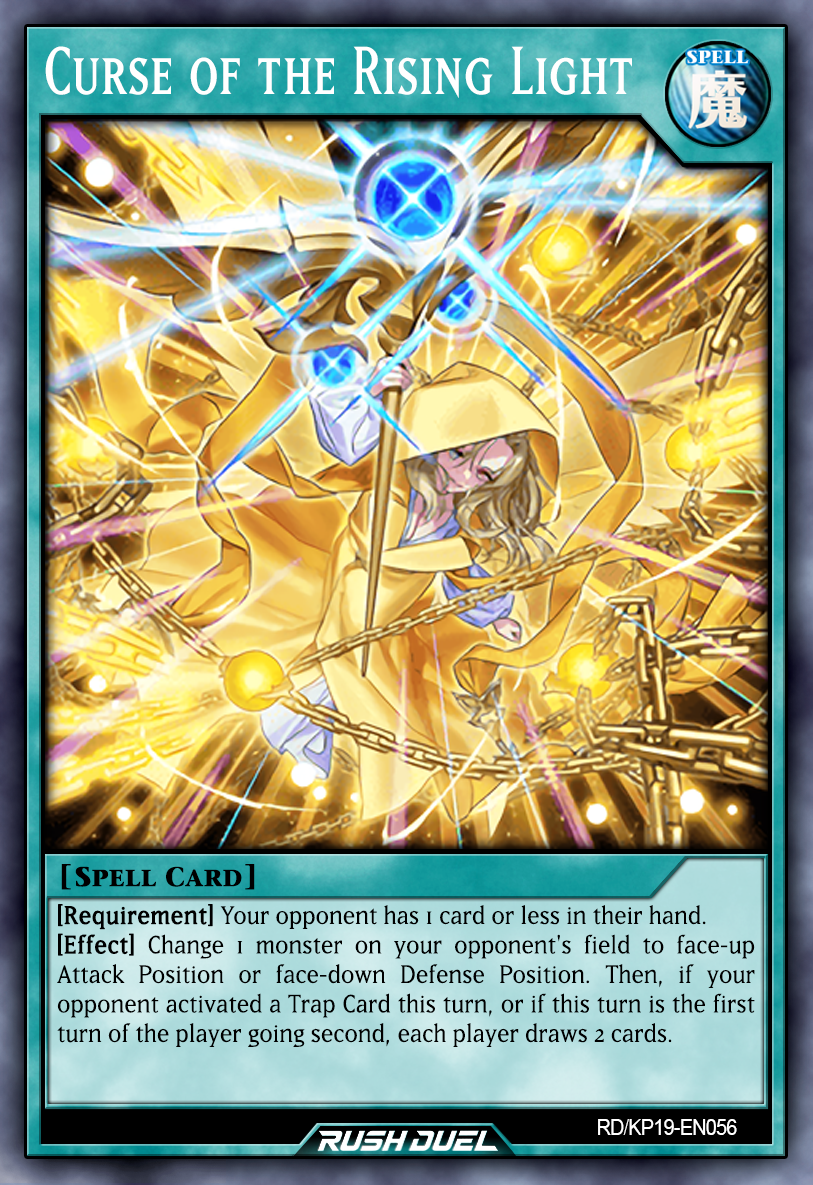 Curse of the Rising Light
SPELL
魔
[Spell Card]
[Requirement] Your opponent has 1 card or less in their hand.
[Effect] Change 1 monster on your opponent's field to face-up
Attack Position or face-down Defense Position. Then, if your
opponent activated a Trap Card this turn, or if this turn is the first
turn of the player going second, each player draws 2 cards.
RD/KP19-EN056
RUSH DUEL